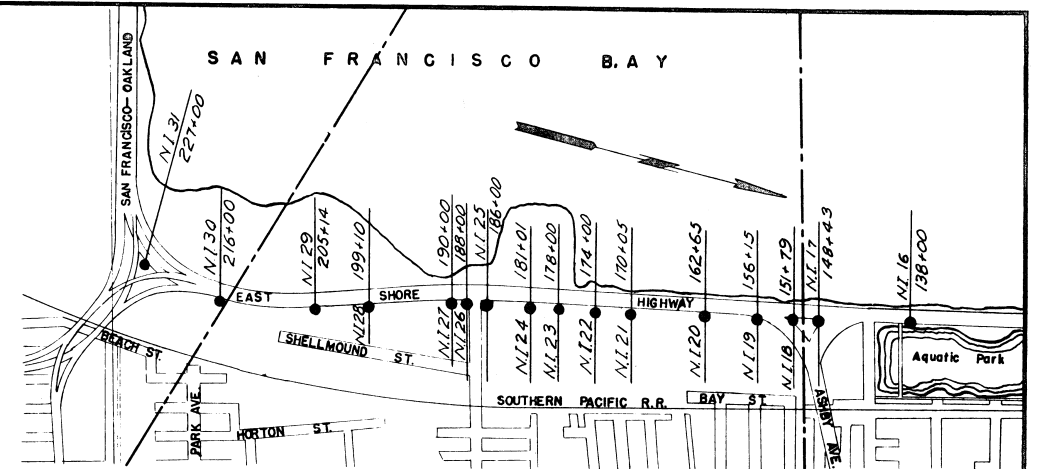 SAN FRANCISCO BAY
SAN FRANCISCO-OAKLAND
N.I.31
227+00
N.I.30
216+00
N.I.29
205+14
199+10
N.I.28
190+00
N.I.27
188+00
N.I.26
N.I.25
186+00
181+01
N.I.24
178+00
N.I.23
174+00
N.I.22
170+05
N.I.21
162+65
N.I.20
156+15
N.I.19
151+79
N.I.18
N.I.17
148+43
N.I.16
138+00
EAST SHORE HIGHWAY
SHELLMOUND ST.
BEACH ST.
Aquatic Park
SOUTHERN PACIFIC R.R.
BAY ST.
PARK AVE.
HORTON ST.
ASHBY AVE.